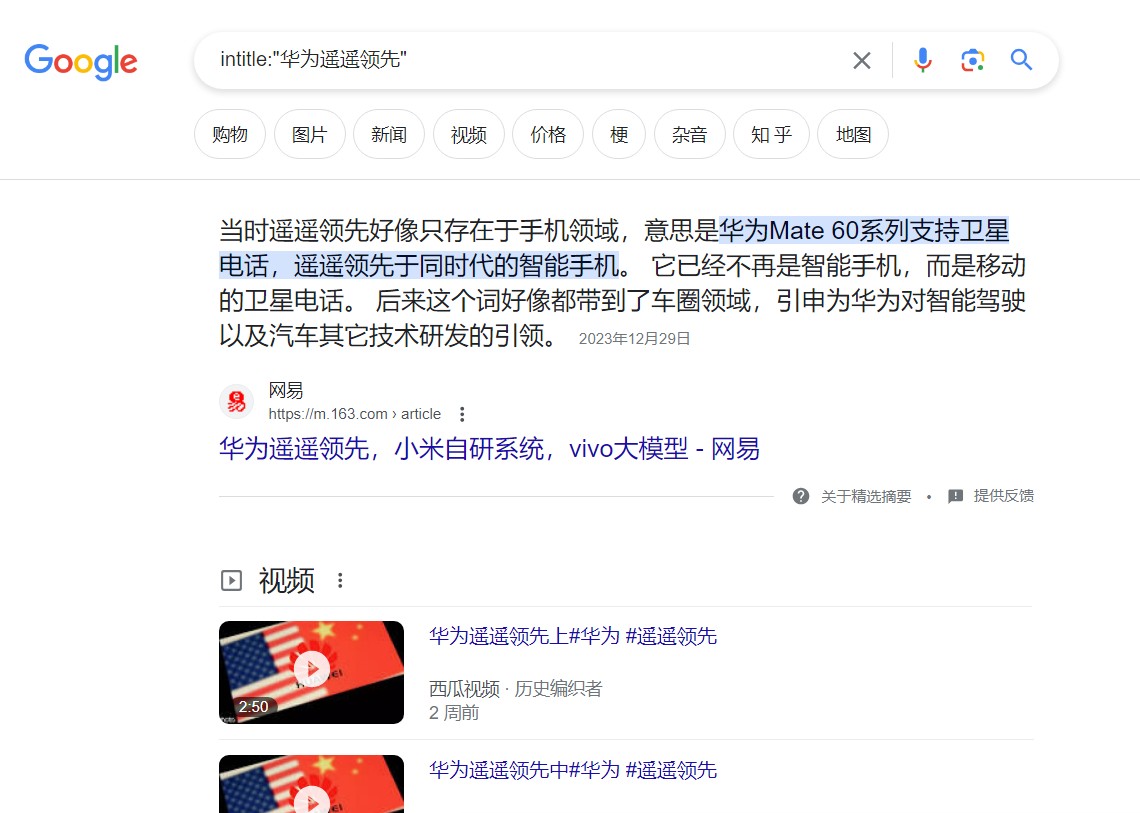 Google
intitle:"华为遥遥领先"
购物
图片
新闻
视频
价格
梗
杂音
知 乎
地图
当时遥遥领先好像只存在于手机领域，意思是华为Mate 60系列支持卫星
电话，遥遥领先于同时代的智能手机。 它已经不再是智能手机，而是移动
的卫星电话。 后来这个词好像都带到了车圈领域，引申为华为对智能驾驶
以及汽车其它技术研发的引领。 2023年12月29日
易
网易
https://m.163.com › article
华为遥遥领先，小米自研系统，vivo大模型 - 网易
关于精选摘要 • 提供反馈
视频
华为遥遥领先上#华为 #遥遥领先
2:50
西瓜视频 · 历史编织者
2 周前
华为遥遥领先中#华为 #遥遥领先